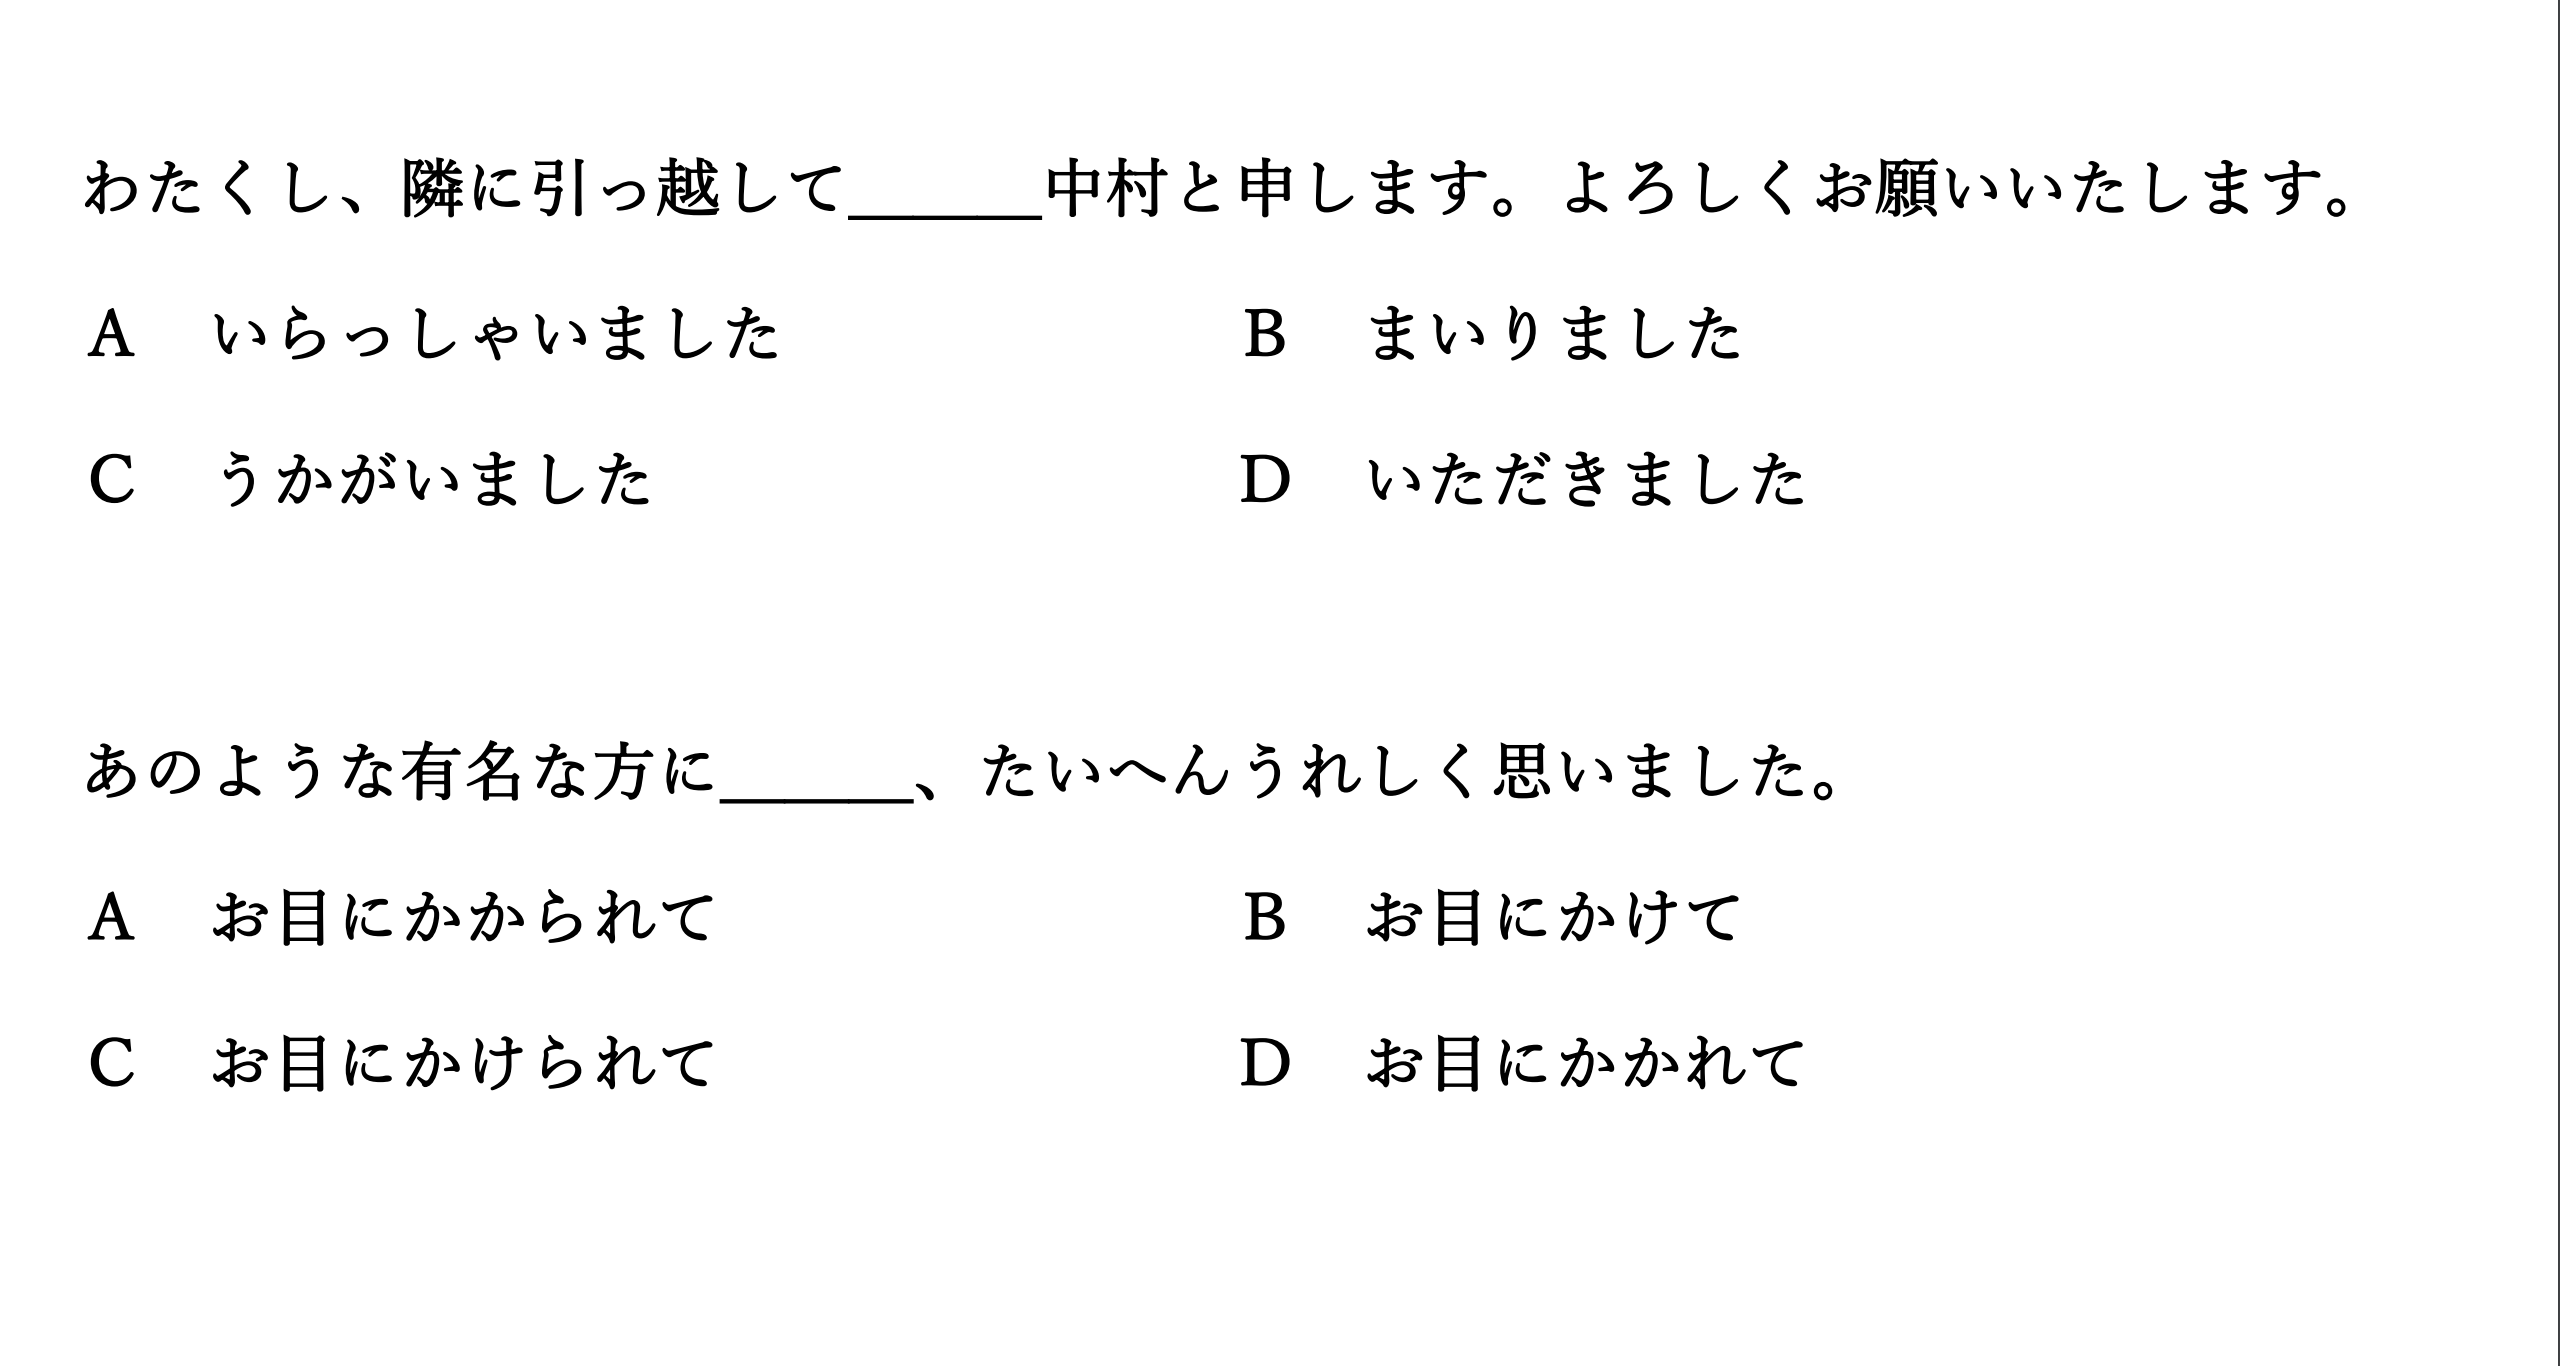 わたくし、隣に引っ越して______中村と申します。よろしくお願いいたします。
A　いらっしゃいました　B　まいりました
C　うかがいました　D　いただきました
あのような有名な方に______、たいへんうれしく思いました。
A　お目にかかられて　B　お目にかけて
C　お目にかけられて　D　お目にかかれて